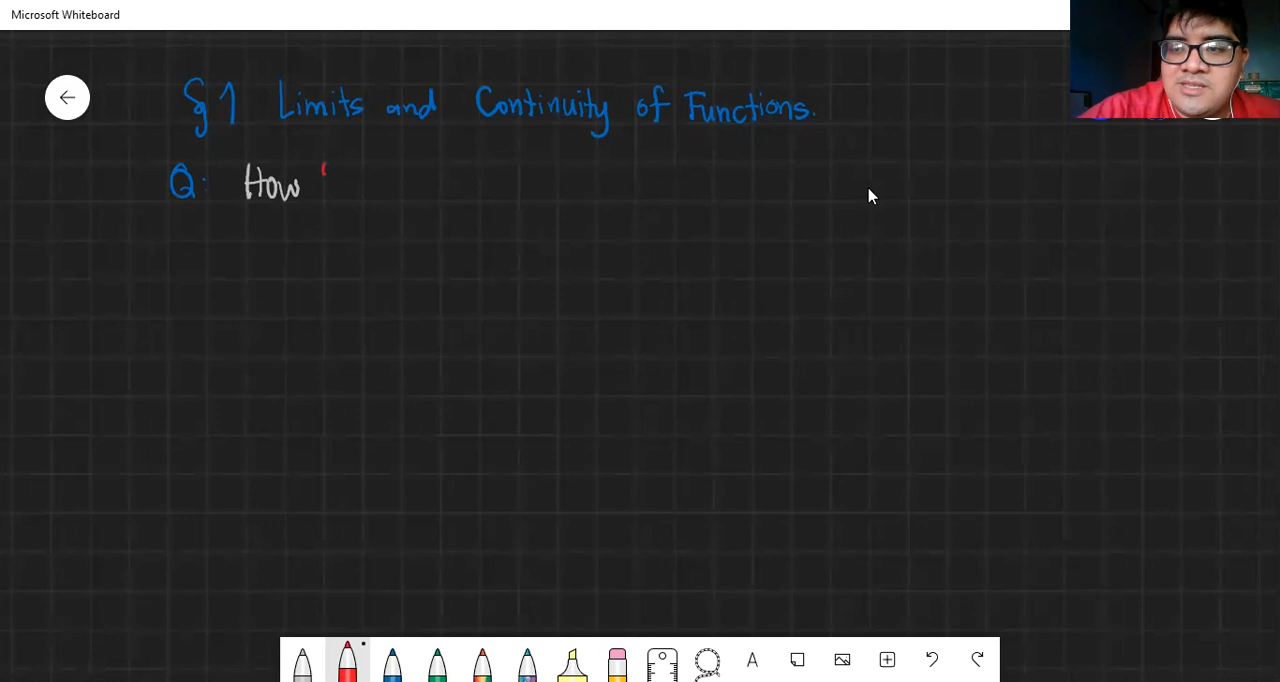 Microsoft Whiteboard
§ 1 Limits and Continuity of Functions.
Q: How "